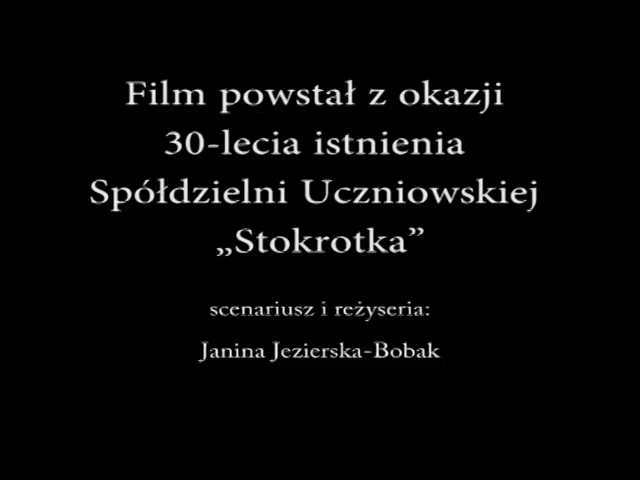 Film powstał z okazji
30-lecia istnienia
Spółdzielni Uczniowskiej
„Stokrotka”
scenariusz i reżyseria:
Janina Jezierska-Bobak